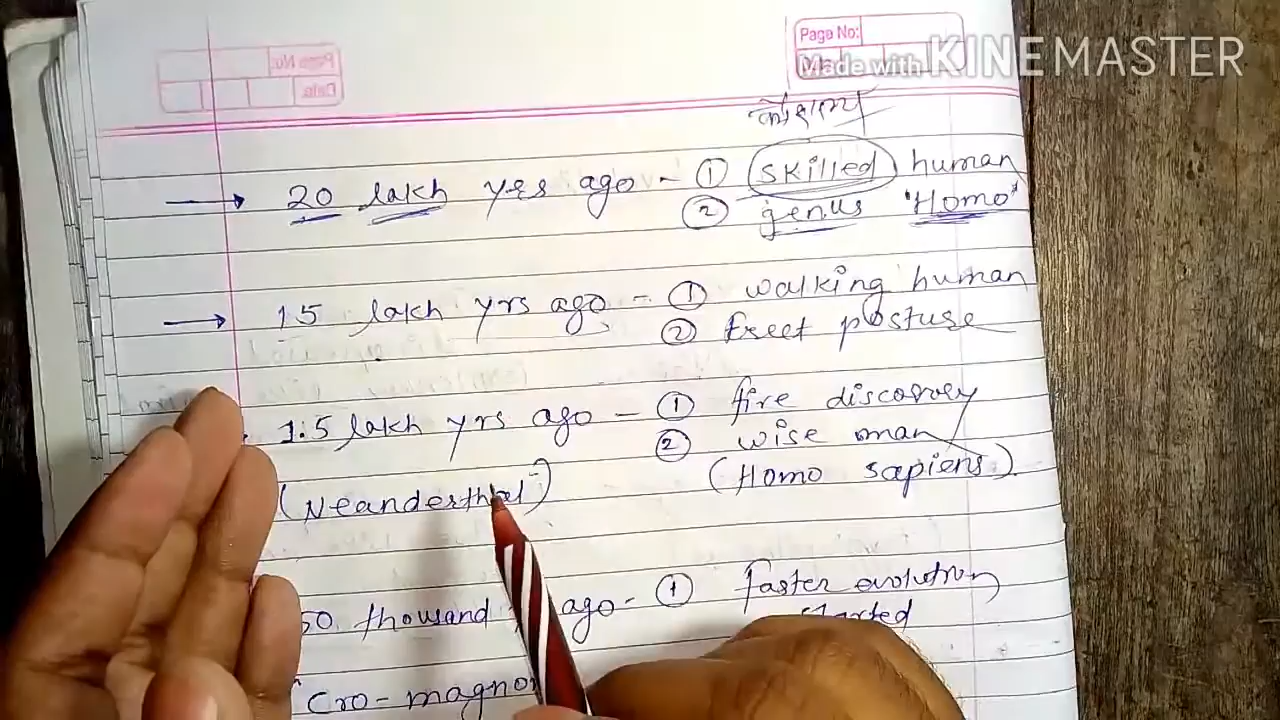 Page No:
Made with KINEMASTER
20 lakh yrs ago - ① skilled human
② genus 'Homo'
15 lakh yrs ago - ① walking human
② Erect posture
1.5 lakh yrs ago - ① fire discovery
② wise man
(Neanderthal) (Homo sapiens)
50 thousand ago - ① faster evolution
started
Cro-magnon